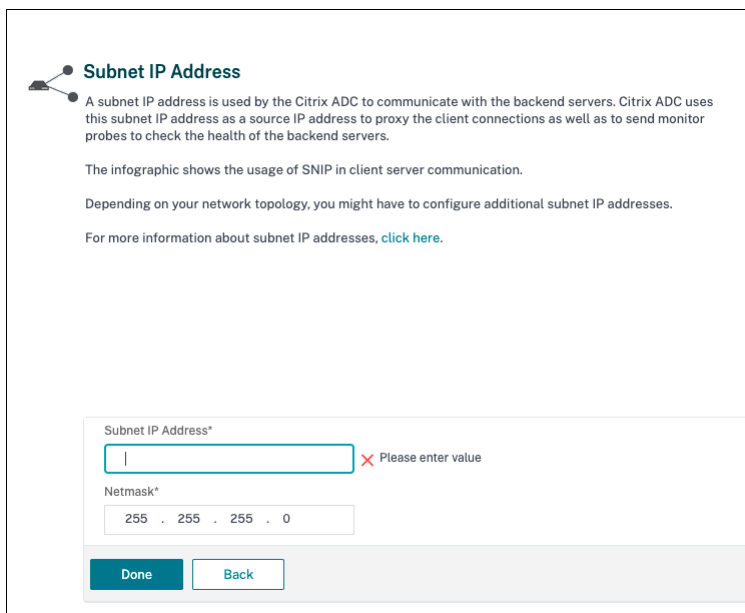 Subnet IP Address
A subnet IP address is used by the Citrix ADC to communicate with the backend servers. Citrix ADC uses
this subnet IP address as a source IP address to proxy the client connections as well as to send monitor
probes to check the health of the backend servers.
The infographic shows the usage of SNIP in client server communication.
Depending on your network topology, you might have to configure additional subnet IP addresses.
For more information about subnet IP addresses, click here.
Subnet IP Address*
Please enter value
Netmask*
255 . 255 . 255 . 0
Done Back